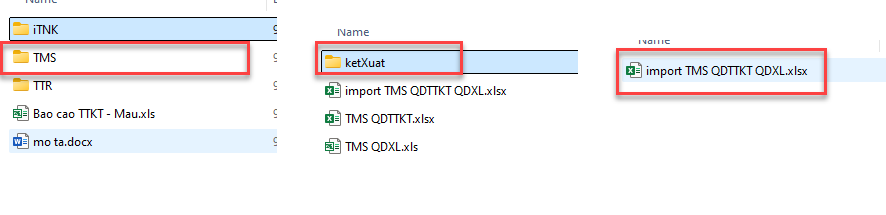 Name
iTNK
TMS
TTR
Bao cao TTKT - Mau.xls
mo ta.docx
Name
ketXuat
import TMS QDTTKT QDXL.xlsx
TMS QDTTKT.xlsx
TMS QDXL.xls
Name
import TMS QDTTKT QDXL.xlsx